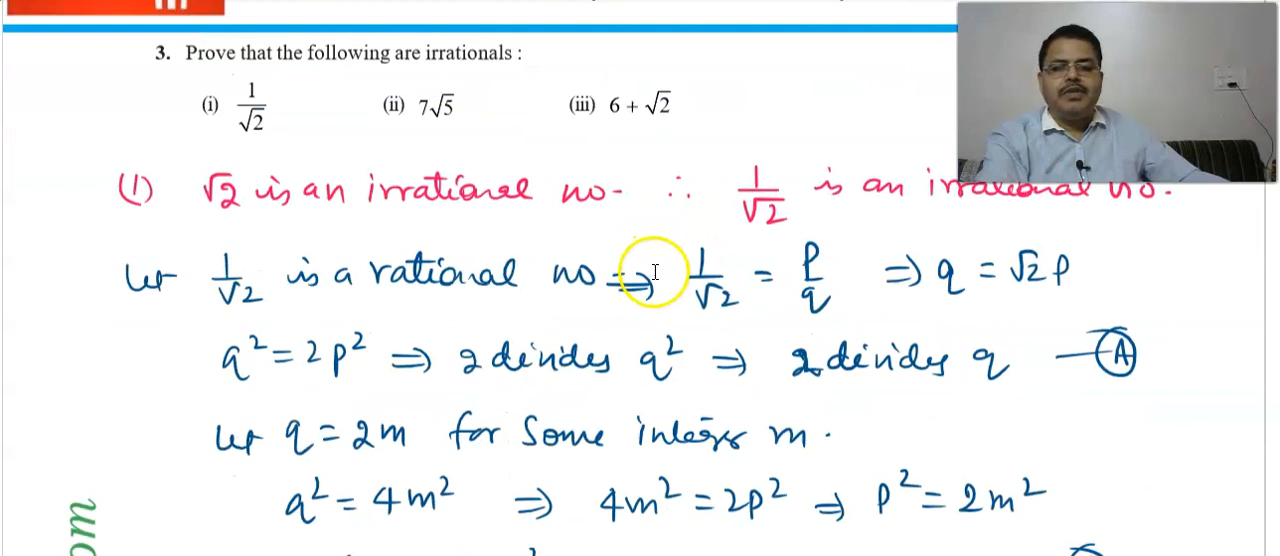 3. Prove that the following are irrationals :
(i) 1/√2 (ii) 7√5 (iii) 6 + √2
(1) √2 is an irrational no- ∴ 1/√2 is an irrational no.
Let 1/√2 is a rational no ⇒ 1/√2 = p/q ⇒ q = √2 p
q² = 2p² ⇒ 2 divides q² ⇒ 2 divides q — (A)
Let q = 2m for some integer m.
q² = 4m² ⇒ 4m² = 2p² ⇒ p² = 2m²
om